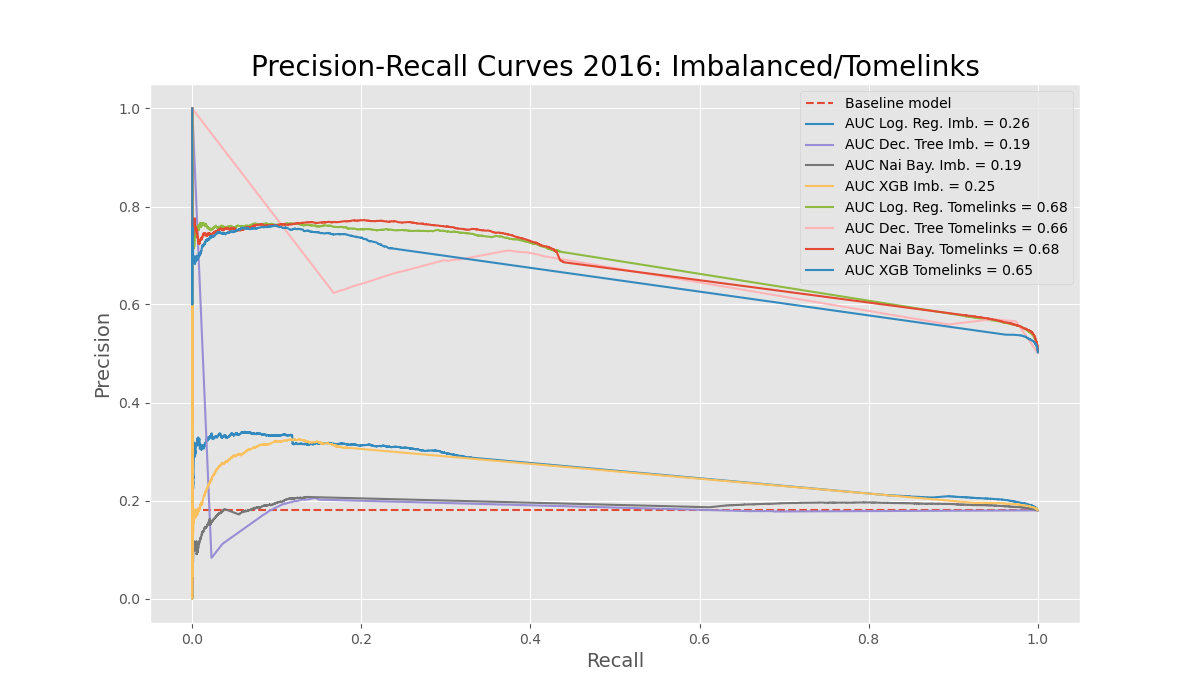 Precision-Recall Curves 2016: Imbalanced/Tomelinks
1.0
0.8
0.6
0.4
0.2
0.0
Precision
Baseline model
AUC Log. Reg. Imb. = 0.26
AUC Dec. Tree Imb. = 0.19
AUC Nai Bay. Imb. = 0.19
AUC XGB Imb. = 0.25
AUC Log. Reg. Tomelinks = 0.68
AUC Dec. Tree Tomelinks = 0.66
AUC Nai Bay. Tomelinks = 0.68
AUC XGB Tomelinks = 0.65
0.0 0.2 0.4 0.6 0.8 1.0
Recall